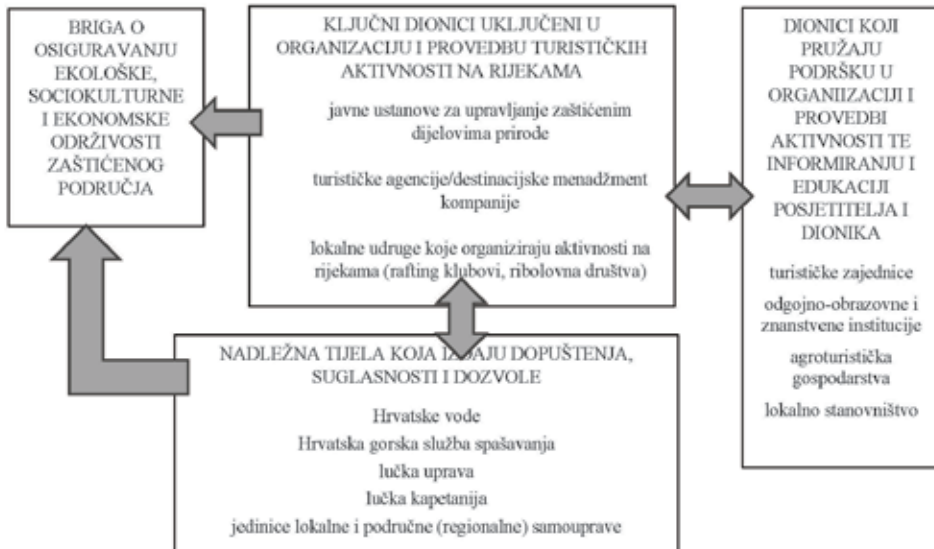 BRIGA O
OSIGURAVANJU
EKOLOŠKE,
SOCIOKULTURNE
I EKONOMSKE
ODRŽIVOSTI
ZAŠTIĆENOG
PODRUČJA
KLJUČNI DIONICI UKLJUČENI U
ORGANIZACIJU I PROVEDBU TURISTIČKIH
AKTIVNOSTI NA RIJEKAMA
javne ustanove za upravljanje zaštićenim
dijelovima prirode
turističke agencije/destinacijske menadžment
kompanije
lokalne udruge koje organiziraju aktivnosti na
rijekama (rafting klubovi, ribolovna društva)
DIONICI KOJI
PRUŽAJU
PODRŠKU U
ORGANIIZACIJI I
PROVEDBI
AKTIVNOSTI TE
INFORMIRANJU I
EDUKACIJI
POSJETITELJA I
DIONIKA
turističke zajednice
odgojno-obrazovne i
znanstvene institucije
agroturistička
gospodarstva
lokalno stanovništvo
NADLEŽNA TIJELA KOJA IZDAJU DOPUŠTENJA,
SUGLASNOSTI I DOZVOLE
Hrvatske vode
Hrvatska gorska služba spašavanja
lučka uprava
lučka kapetanija
jedinice lokalne i područne (regionalne) samouprave